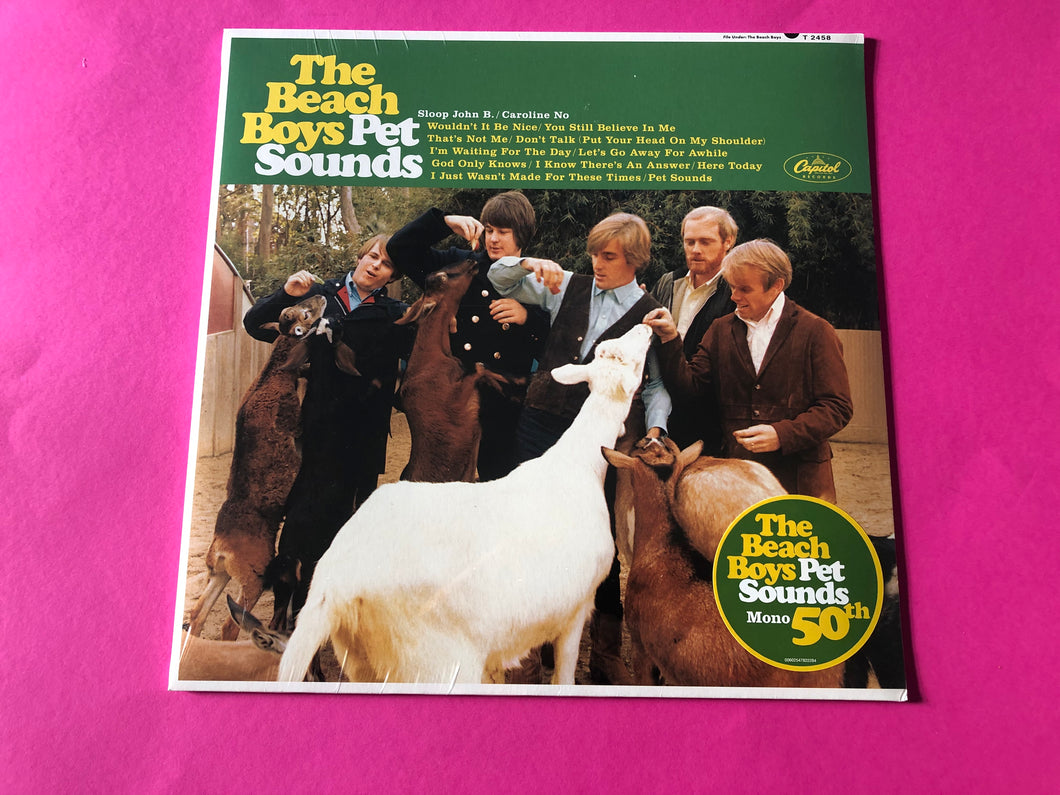 File Under: The Beach Boys
T 2458
The
Beach
Boys Pet
Sounds
Sloop John B. / Caroline No
Wouldn't It Be Nice / You Still Believe In Me
That's Not Me / Don't Talk (Put Your Head On My Shoulder)
I'm Waiting For The Day / Let's Go Away For Awhile
God Only Knows / I Know There's An Answer / Here Today
I Just Wasn't Made For These Times / Pet Sounds
Capitol
RECORDS
The
Beach
Boys Pet
Sounds
Mono 50th